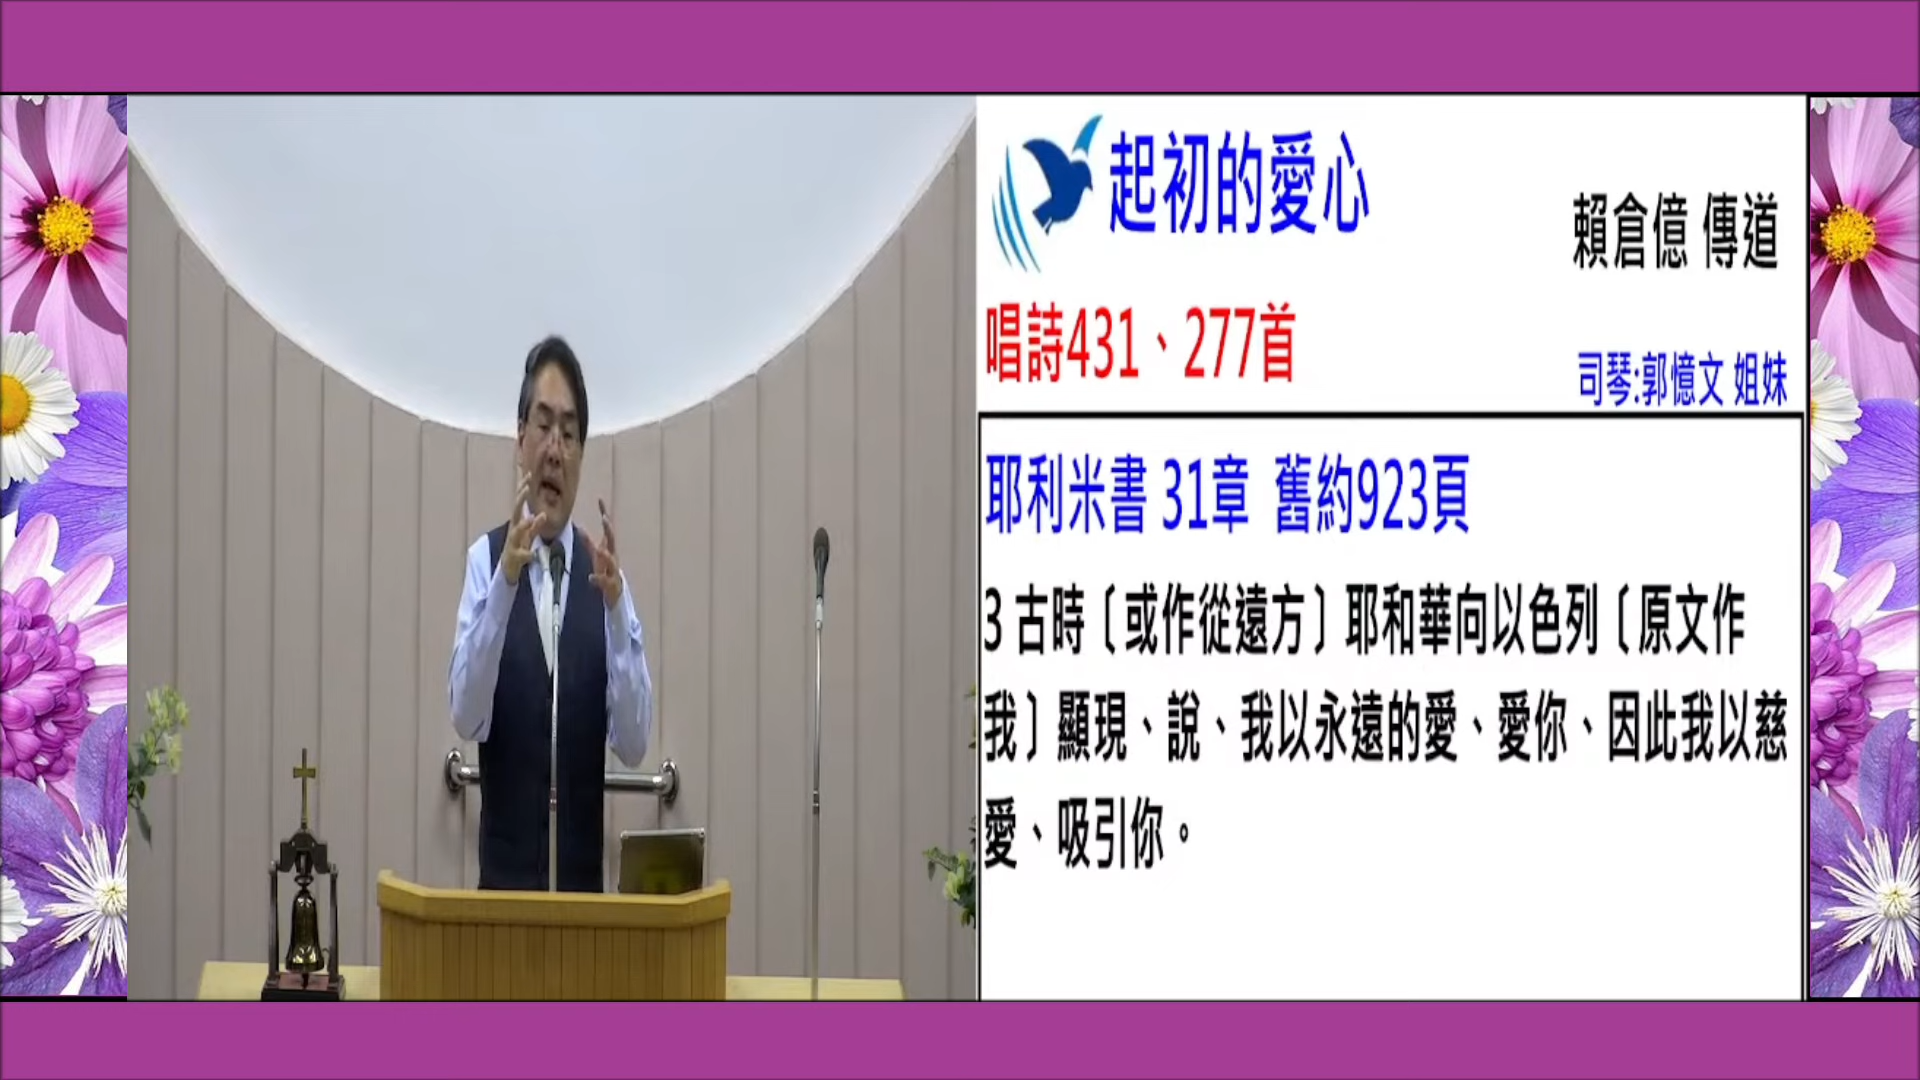 起初的愛心
賴倉億 傳道
唱詩431、277首
司琴:郭憶文 姐妹
耶利米書 31章 舊約923頁
3 古時〔或作從遠方〕耶和華向以色列〔原文作
我〕顯現、說、我以永遠的愛、愛你、因此我以慈
愛、吸引你。